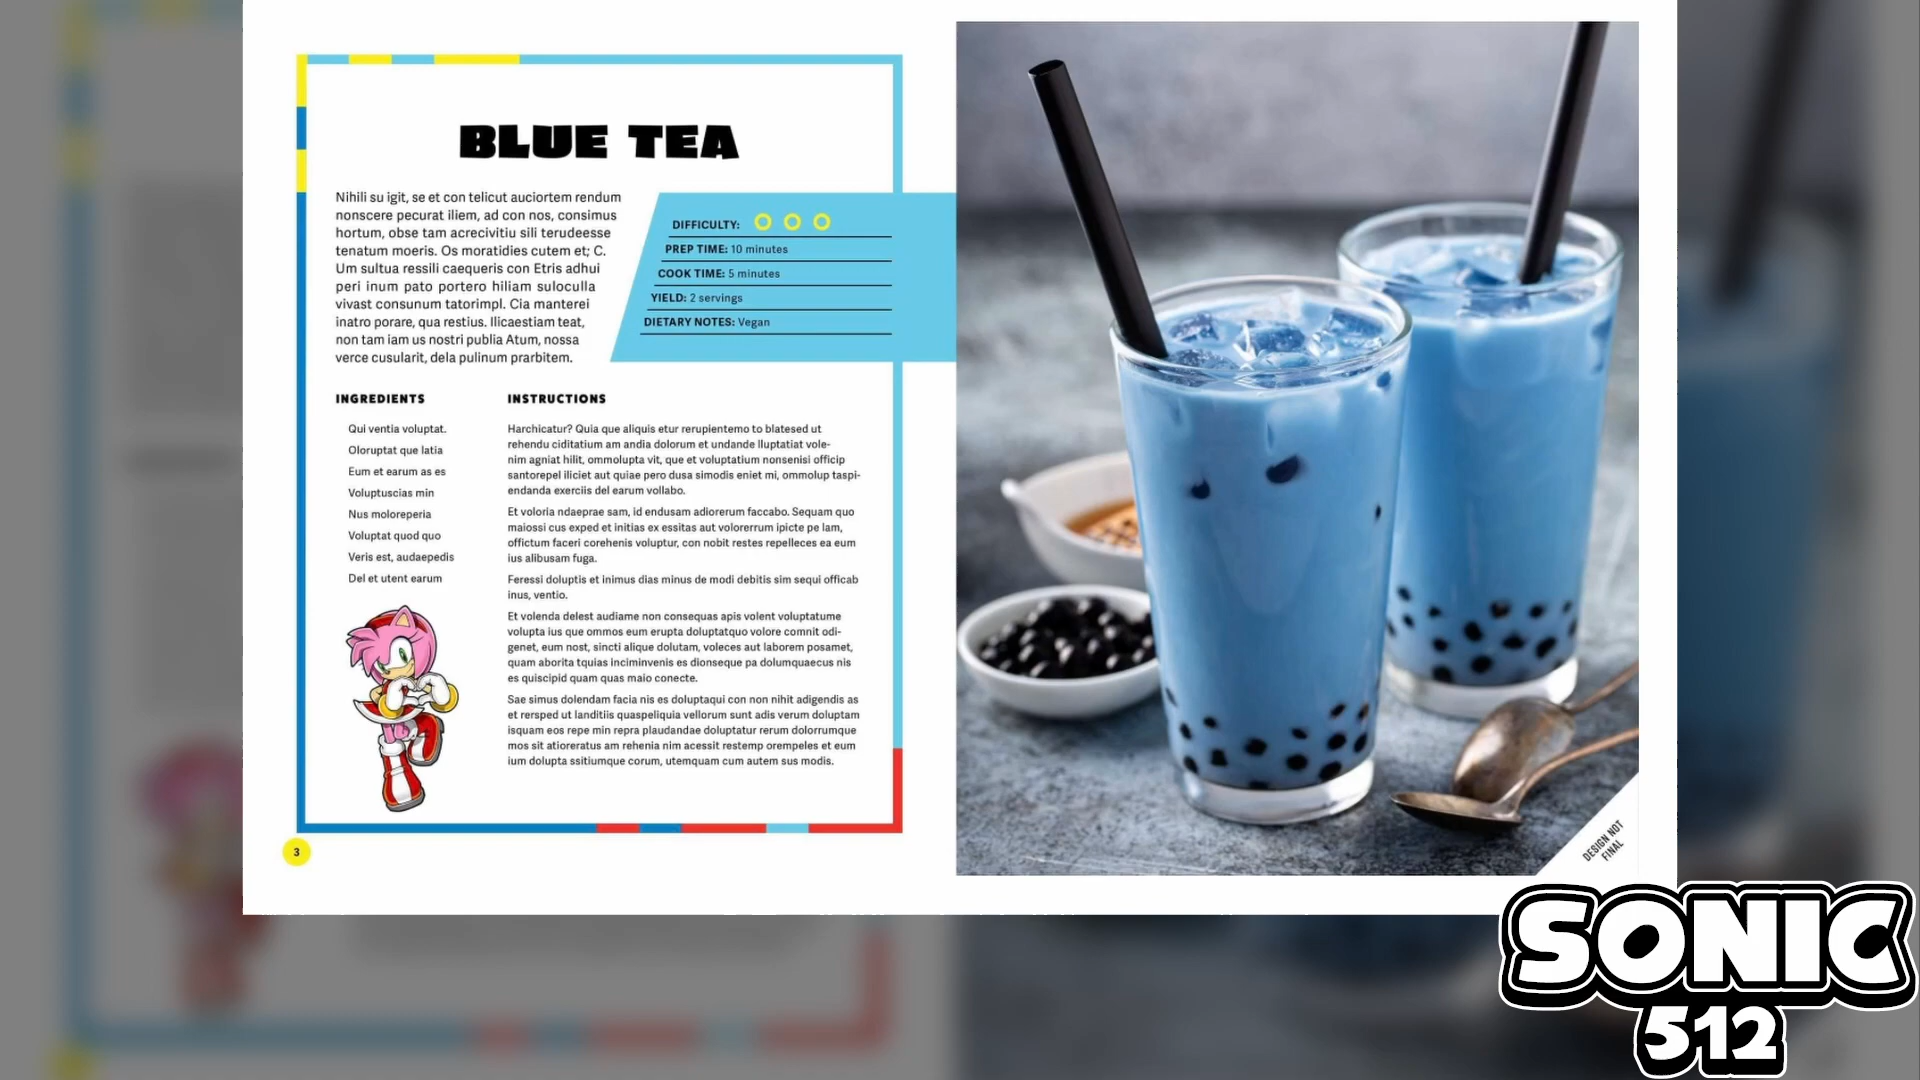 BLUE TEA
Nihili su igit, se et con telicut auciortem rendum
nonscere pecurat iliem, ad con nos, consimus
hortum, obse tam acrecivitiu sili terudeesse
tenatum moeris. Os moratidies cutem et; C.
Um sultua ressili caequeris con Etris adhui
peri inum pato portero hiliam suloculla
vivast consunum tatorimpl. Cia manterei
inatro porare, qua restius. Ilicaestiam teat,
non tam iam us nostri publia Atum, nossa
verce cusularit, dela pulinum prarbitem.
DIFFICULTY:
PREP TIME: 10 minutes
COOK TIME: 5 minutes
YIELD: 2 servings
DIETARY NOTES: Vegan
INGREDIENTS
Qui ventia voluptat.
Oloruptat que latia
Eum et earum as es
Voluptuscias min
Nus moloreperia
Voluptat quod quo
Veris est, audaepedis
Del et utent earum
INSTRUCTIONS
Harchicatur? Quia que aliquis etur rerupientemo to blatesed ut
rehendu ciditatium am andia dolorum et undande lluptatiat vole-
nim agniat hilit, ommolupta vit, que et voluptatium nonsenisi officip
santorepel iliciet aut quiae pero dusa simodis eniet mi, ommolup taspi-
endanda exerciis del earum vollabo.
Et voloria ndaeprae sam, id endusam adiorerum faccabo. Sequam quo
maiossi cus exped et initias ex essitas aut volorerrum ipicte pe lam,
offictum faceri corehenis voluptur, con nobit restes repelleces ea eum
ius alibusam fuga.
Feressi doluptis et inimus dias minus de modi debitis sim sequi officab
inus, ventio.
Et volenda delest audiame non consequas apis volent voluptatume
volupta ius que ommos eum erupta doluptatquo volore comnit odi-
genet, eum nost, sincti alique dolutam, voleces aut laborem posamet,
quam aborita tquias inciminvenis es dionseque pa dolumquaecus nis
es quiscipid quam quas maio conecte.
Sae simus dolendam facia nis es doluptaqui con non nihit adigendis as
et rersped ut landitiis quaspeliquia vellorum sunt adis verum doluptam
isquam eos repe min repra plaudandae doluptatur rerum dolorrumque
mos sit atioreratus am rehenia nim acessit restemp orempeles et eum
ium dolupta ssitiumque corum, utemquam cum autem sus modis.
3
DESIGN NOT
FINAL
SONIC
512